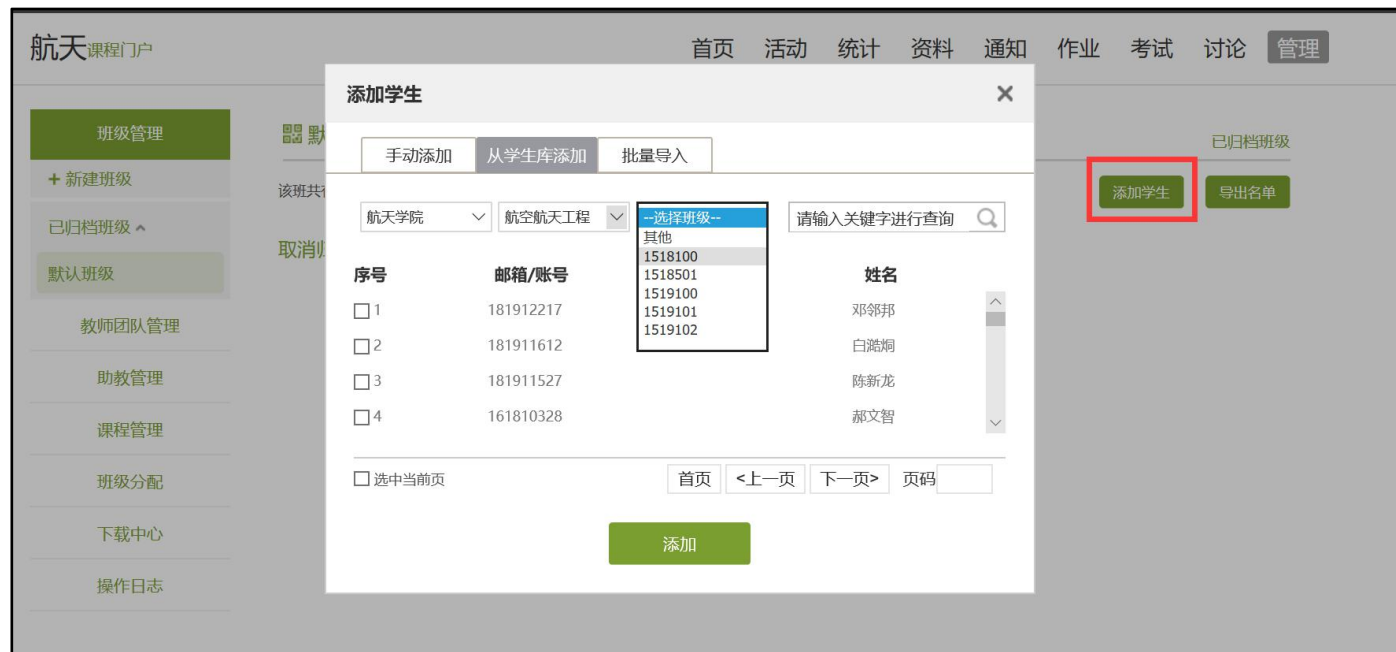 航天课程门户
首页 活动 统计 资料 通知 作业 考试 讨论 管理
添加学生
班级管理
已归档班级
手动添加 从学生库添加 批量导入
+ 新建班级
该班共
添加学生 导出名单
航天学院 航空航天工程 --选择班级-- 请输入关键字进行查询
已归档班级
其他
取消
1518100
默认班级
序号 邮箱/账号 姓名
1518501
1519100
1 181912217 邓邻邦
1519101
教师团队管理
1519102
2 181911612 白澔烔
助教管理
3 181911527 陈新龙
4 161810328 郝文智
课程管理
班级分配
选中当前页 首页 <上一页 下一页> 页码
下载中心
添加
操作日志